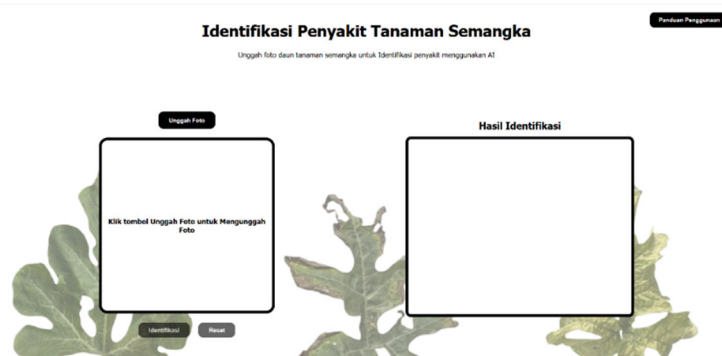 Panduan Penggunaan
Identifikasi Penyakit Tanaman Semangka
Unggah foto daun tanaman semangka untuk Identifikasi penyakit menggunakan AI
Unggah Foto
Klik tombol Unggah Foto untuk Mengunggah
Foto
Identifikasi
Reset
Hasil Identifikasi